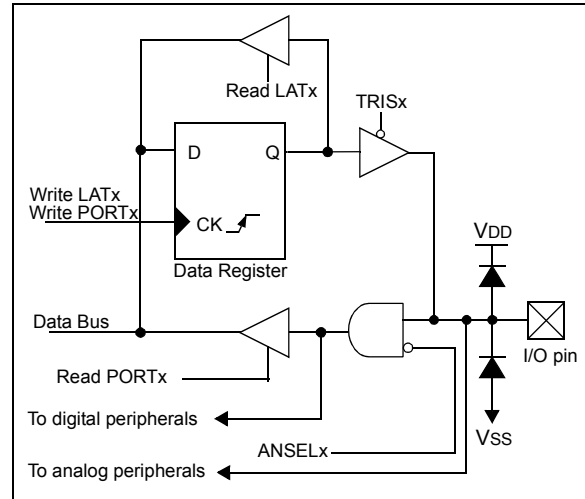 Read LATx
TRISx
D
Q
Write LATx
Write PORTx
CK
Data Register
VDD
Data Bus
I/O pin
Read PORTx
To digital peripherals
VSS
ANSELx
To analog peripherals